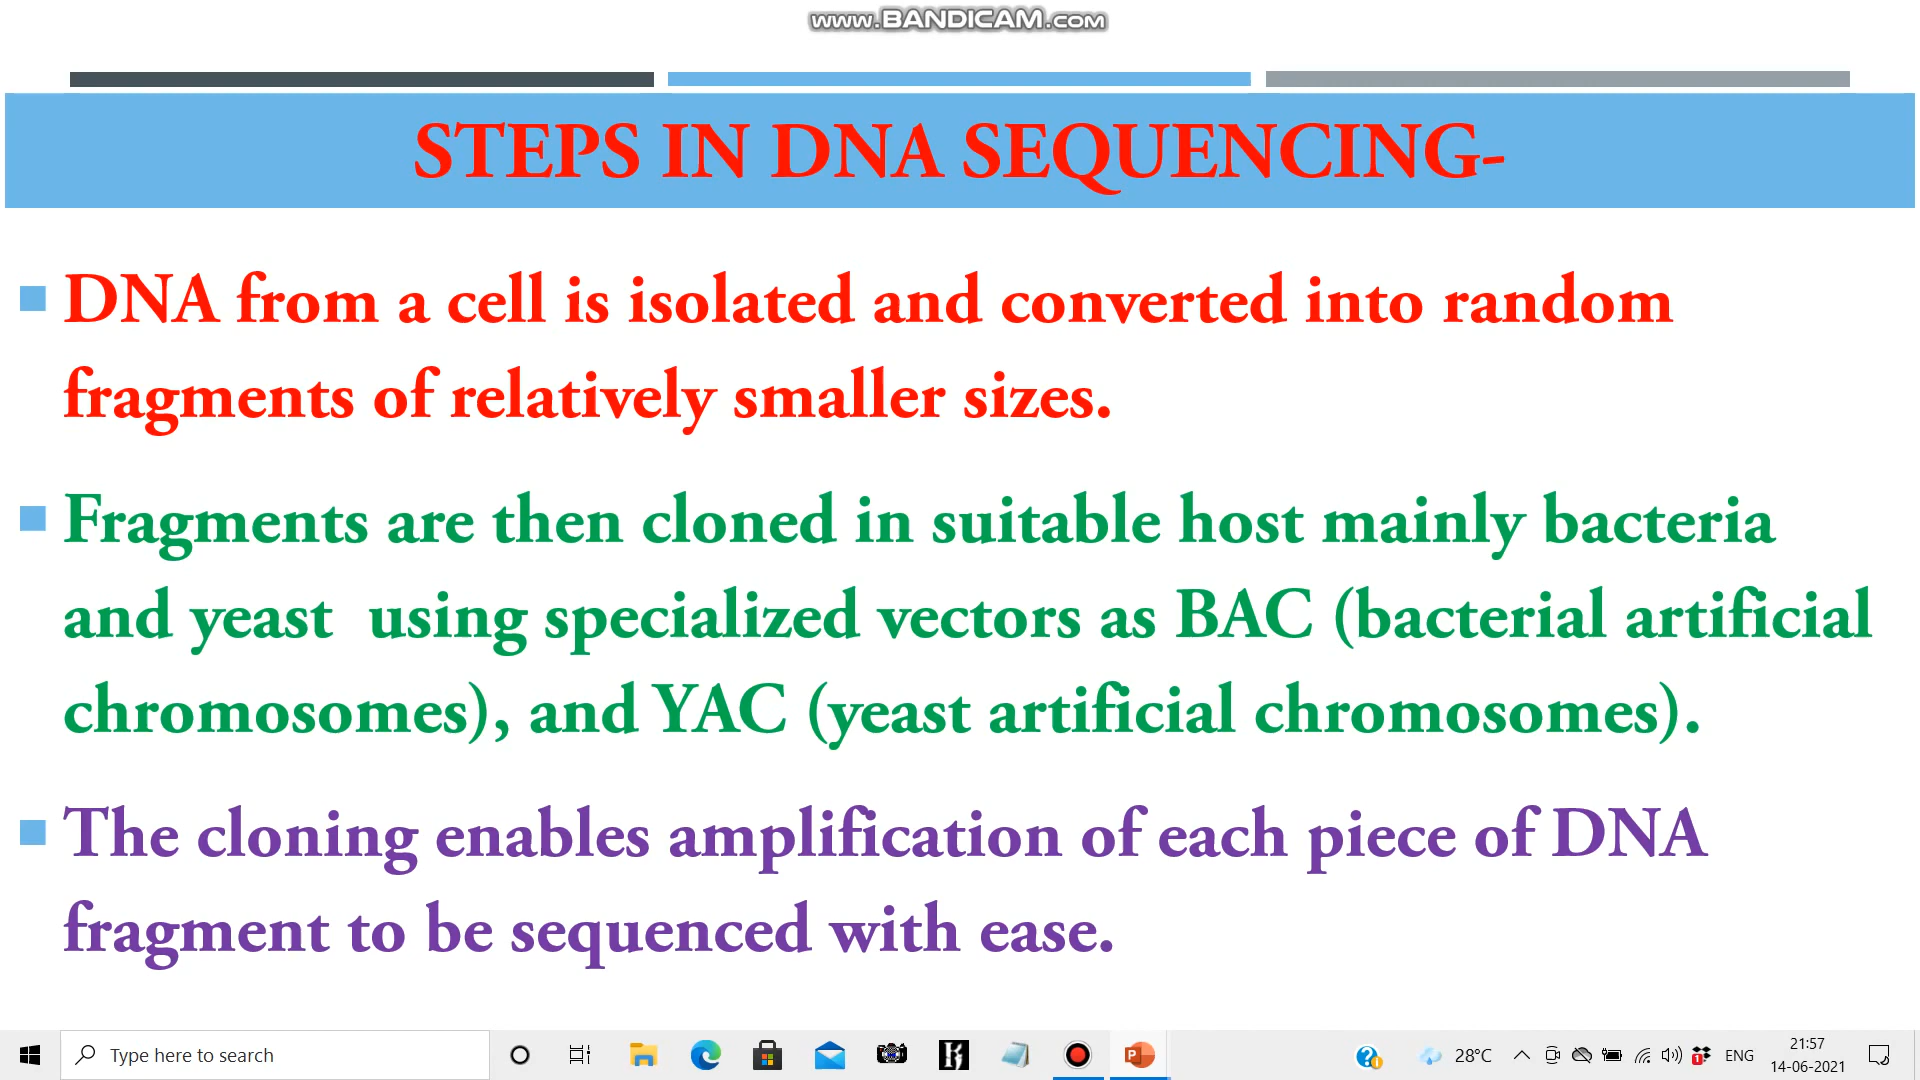 www.BANDICAM.com
STEPS IN DNA SEQUENCING-
DNA from a cell is isolated and converted into random
fragments of relatively smaller sizes.
Fragments are then cloned in suitable host mainly bacteria
and yeast using specialized vectors as BAC (bacterial artificial
chromosomes), and YAC (yeast artificial chromosomes).
The cloning enables amplification of each piece of DNA
fragment to be sequenced with ease.
Type here to search
28°C
ENG
21:57
14-06-2021